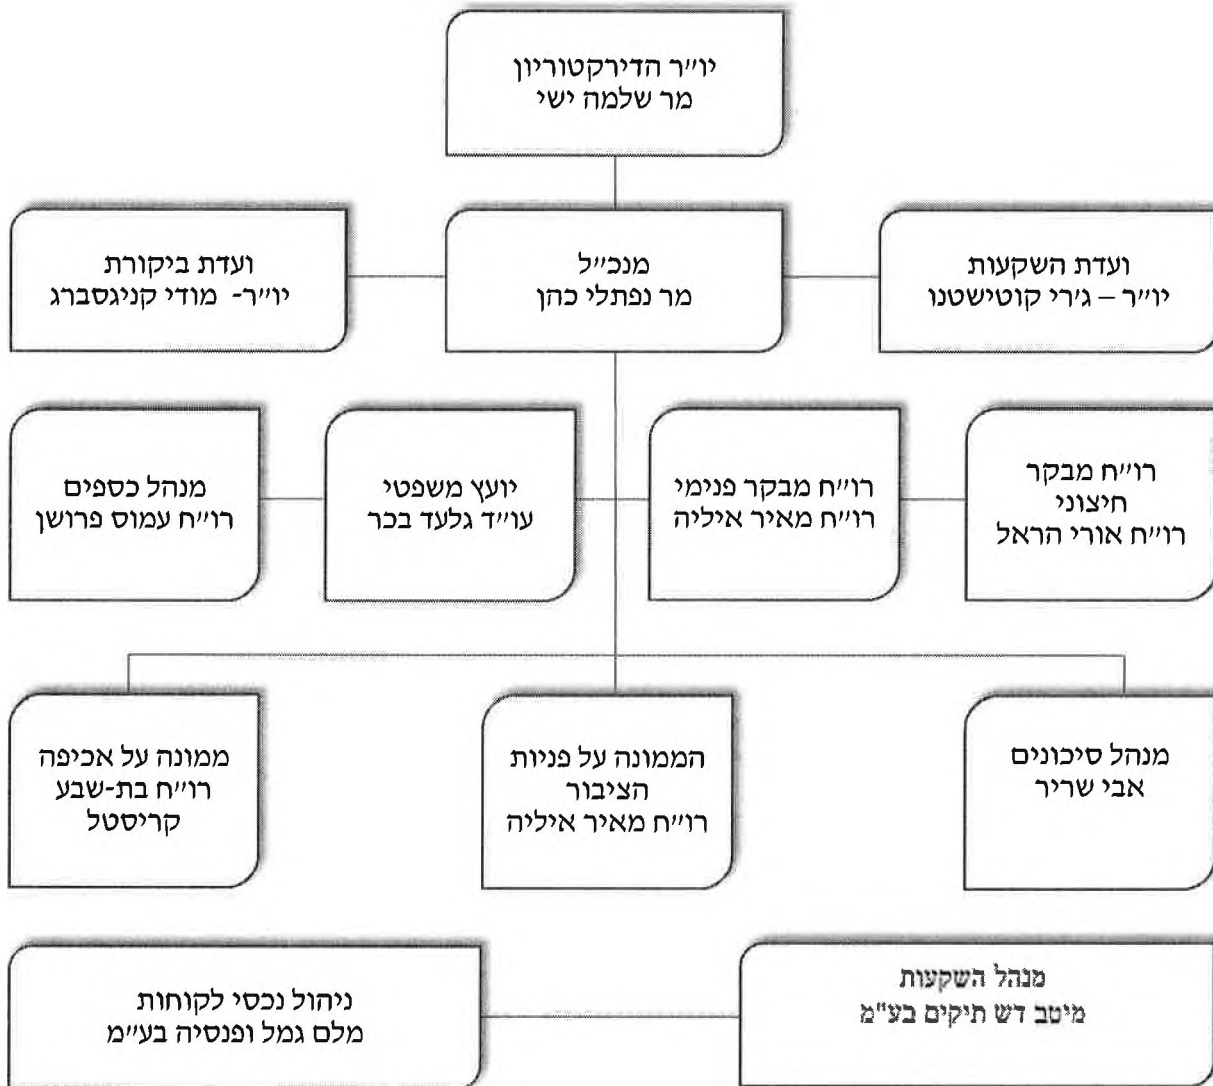 יו״ר הדירקטוריון
מר שלמה ישי
ועדת השקעות
יו״ר – ג׳רי קוטישטנו
מנכ״ל
מר נפתלי כהן
ועדת ביקורת
יו״ר- מודי קניגסברג
רו״ח מבקר
חיצוני
רו״ח אורי הראל
רו״ח מבקר פנימי
רו״ח מאיר איליה
יועץ משפטי
עו״ד גלעד בכר
מנהל כספים
רו״ח עמוס פרושן
מנהל סיכונים
אבי שריר
הממונה על פניות
הציבור
רו״ח מאיר איליה
ממונה על אכיפה
רו״ח בת-שבע
קריסטל
מנהל השקעות
מיטב דש תיקים בע"מ
ניהול נכסי לקוחות
מלם גמל ופנסיה בע״מ